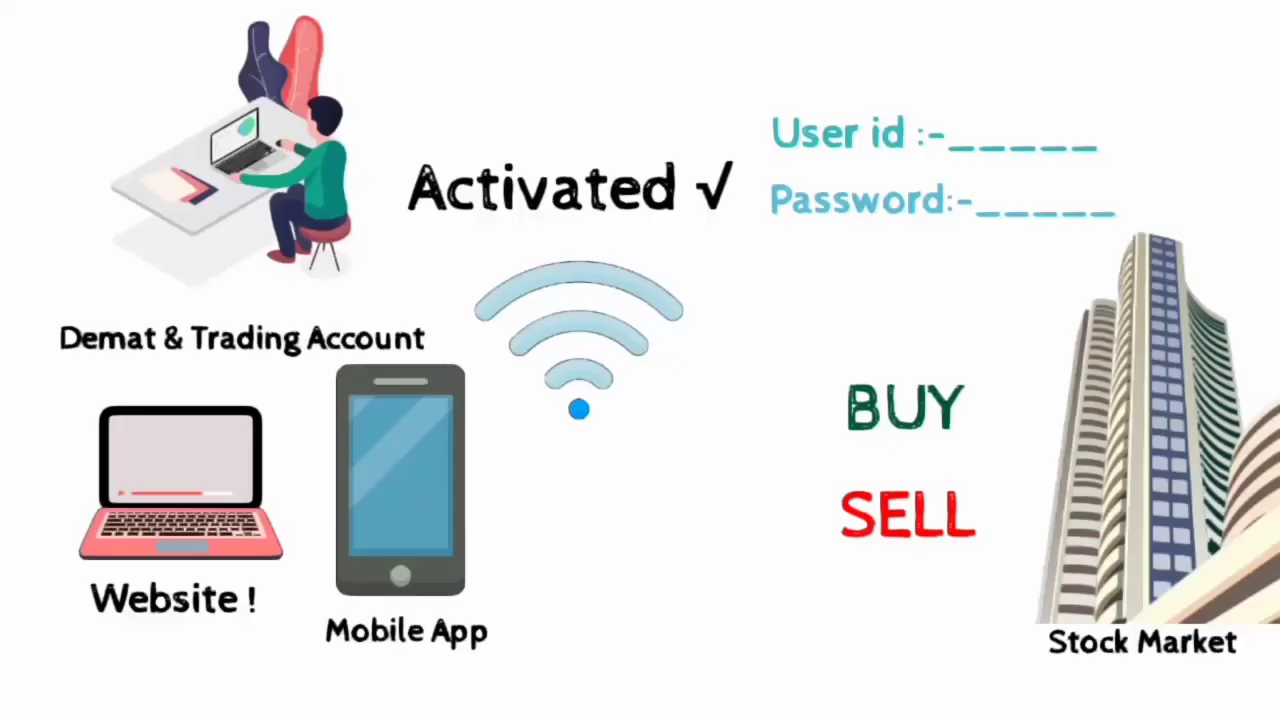 User id :-_____
Activated √
Password:-_____
Demat & Trading Account
BUY
SELL
Website !
Mobile App
Stock Market